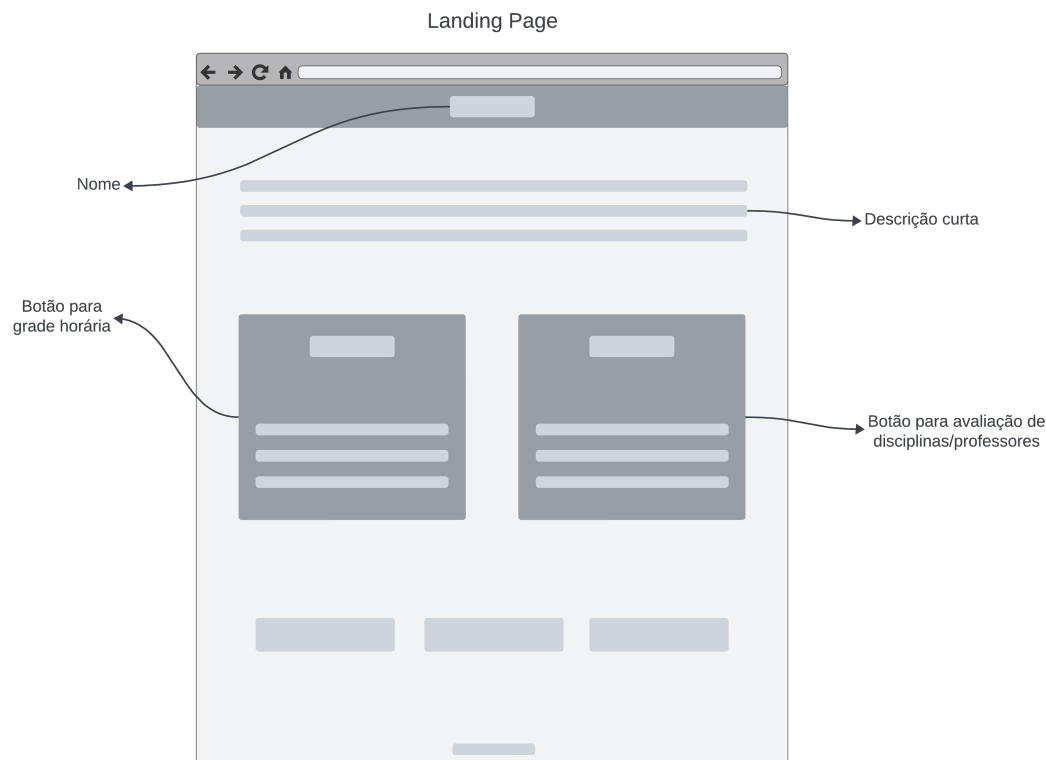 Landing Page
Nome
Descrição curta
Botão para
grade horária
Botão para avaliação de
disciplinas/professores